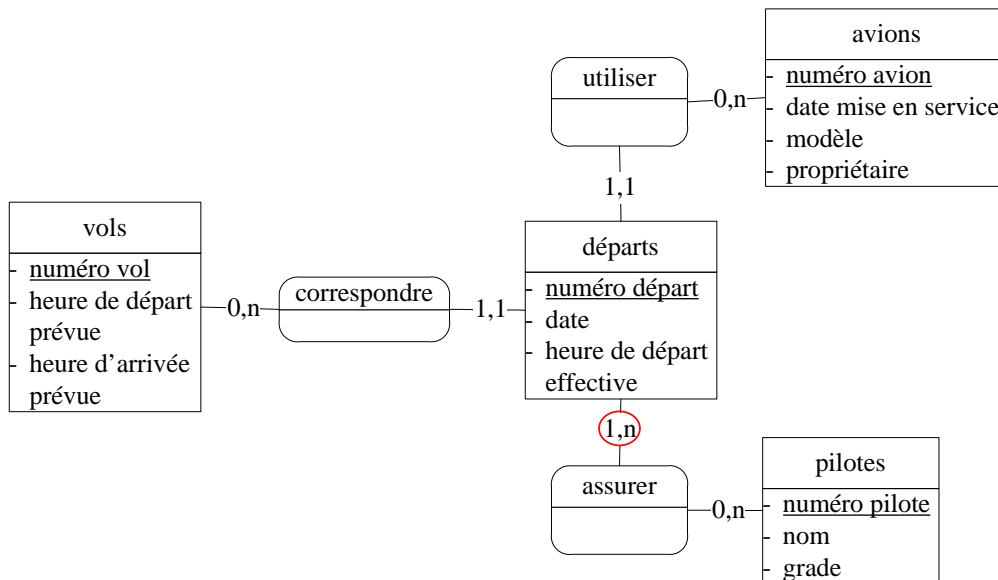 avions
- numéro avion
- date mise en service
- modèle
- propriétaire
utiliser
0,n
1,1
vols
- numéro vol
- heure de départ
prévue
- heure d’arrivée
prévue
0,n
correspondre
1,1
départs
- numéro départ
- date
- heure de départ
effective
1,n
assurer
0,n
pilotes
- numéro pilote
- nom
- grade